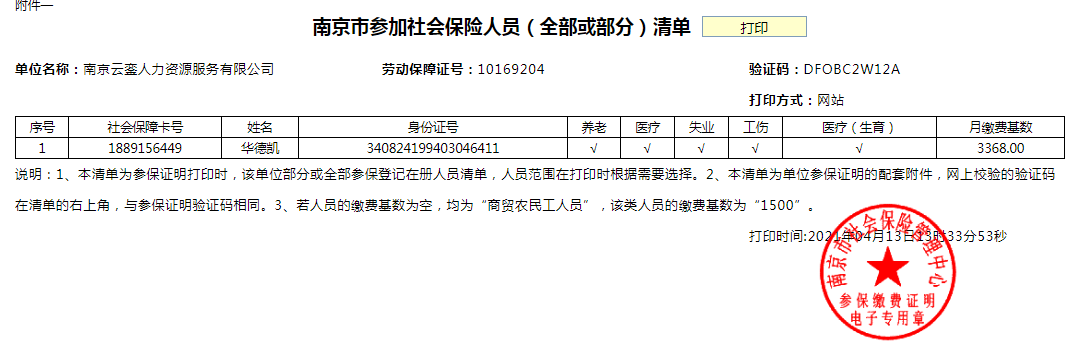 附件一
南京市参加社会保险人员（全部或部分）清单 打印
单位名称：南京云銮人力资源服务有限公司 劳动保障证号：10169204 验证码：DFOBC2W12A
打印方式：网站
序号 社会保障卡号 姓名 身份证号 养老 医疗 失业 工伤 医疗（生育） 月缴费基数
1 1889156449 华德凯 340824199403046411 √ √ √ √ √ 3368.00
说明：1、本清单为参保证明打印时，该单位部分或全部参保登记在册人员清单，人员范围在打印时根据需要选择。2、本清单为单位参保证明的配套附件，网上校验的验证码
在清单的右上角，与参保证明验证码相同。3、若人员的缴费基数为空，均为“商贸农民工人员”，该类人员的缴费基数为“1500”。
打印时间:2021年04月13日13时33分53秒
南京市社会保险管理中心
参保缴费证明
电子专用章